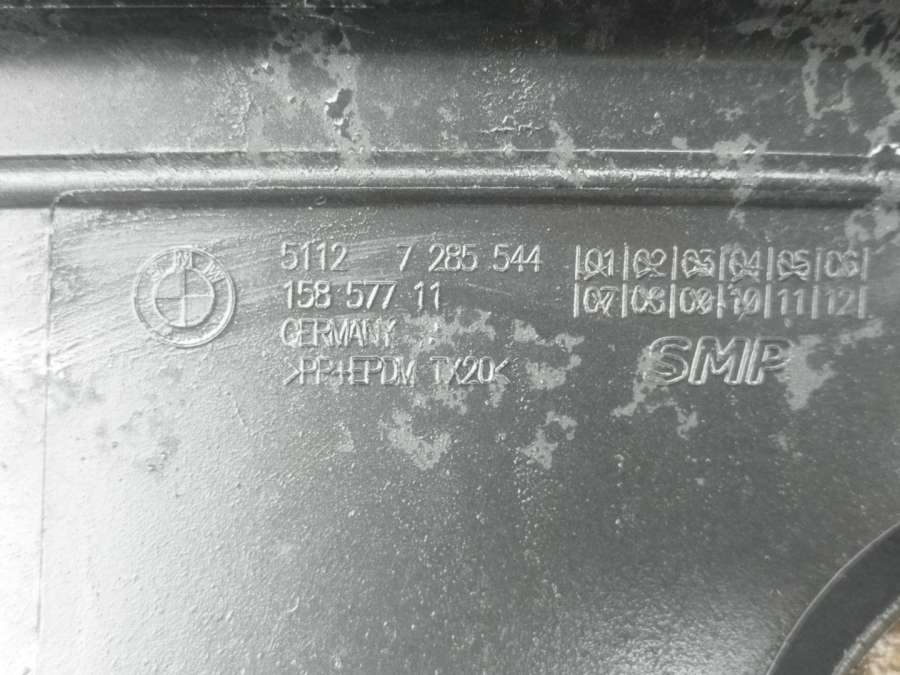 BMW
5112 7 285 544
158 577 11
GERMANY
>PP+EPDM TX20<
|01|02|03|04|05|06|
|07|08|09|10|11|12|
SMP